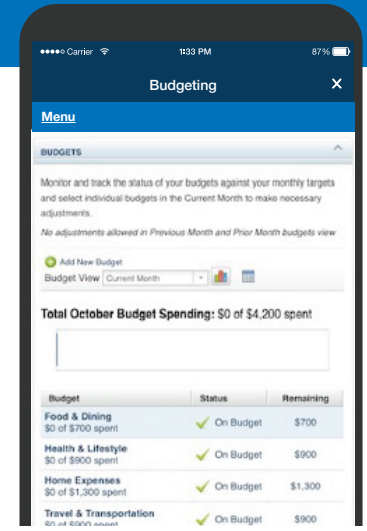 Carrier 1:33 PM 87%
Budgeting ×
Menu
BUDGETS
Monitor and track the status of your budgets against your monthly targets
and select individual budgets in the Current Month to make necessary
adjustments.
No adjustments allowed in Previous Month and Prior Month budgets view
Add New Budget
Budget View Current Month
Total October Budget Spending: $0 of $4,200 spent
Budget Status Remaining
Food & Dining
$0 of $700 spent On Budget $700
Health & Lifestyle
$0 of $900 spent On Budget $900
Home Expenses
$0 of $1,300 spent On Budget $1,300
Travel & Transportation
$0 of $900 spent On Budget $900